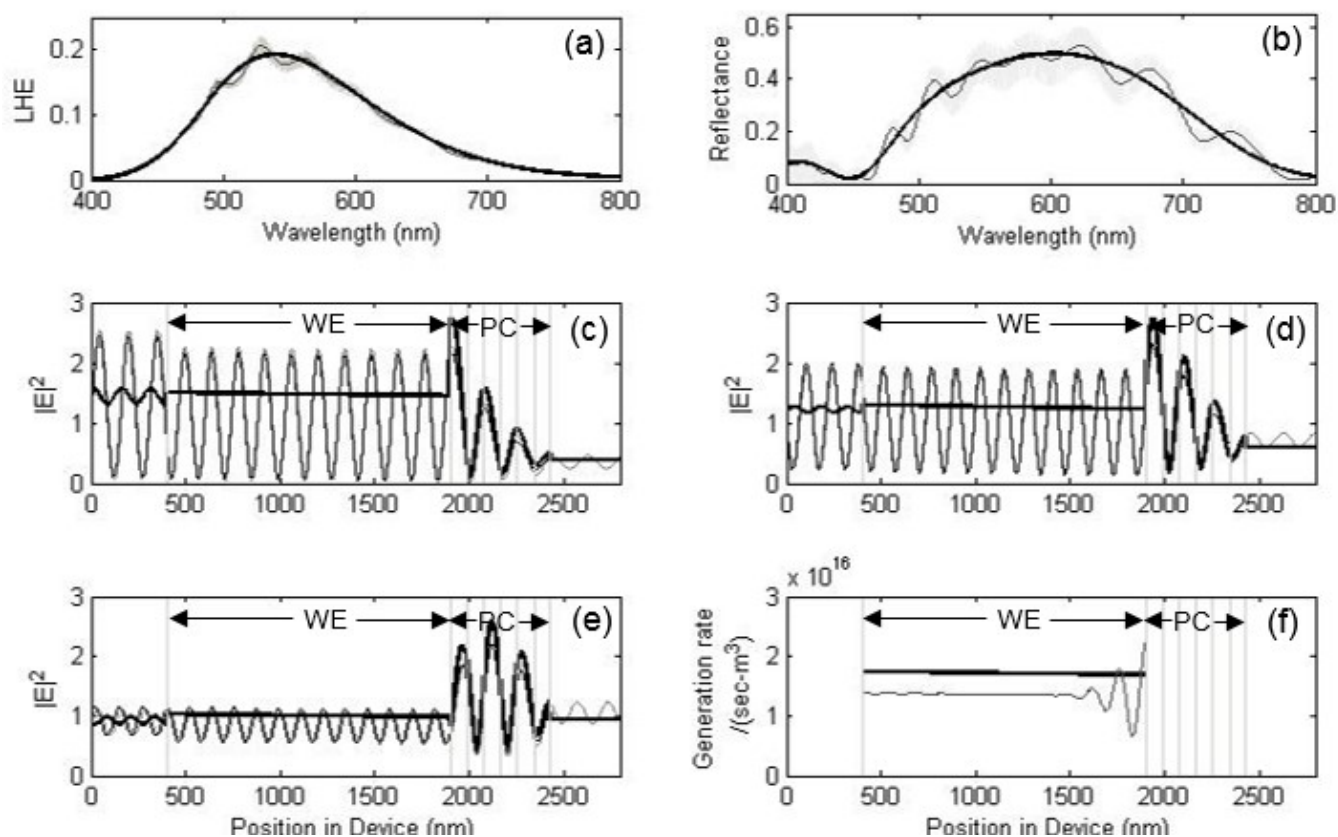 LHE
0.2
0.1
0
(a)
400 500 600 700 800
Wavelength (nm)
Reflectance
0.6
0.4
0.2
0
(b)
400 500 600 700 800
Wavelength (nm)
|E|²
3
2
1
0
WE
PC
(c)
0 500 1000 1500 2000 2500
|E|²
3
2
1
0
WE
PC
(d)
0 500 1000 1500 2000 2500
|E|²
3
2
1
0
WE
PC
(e)
0 500 1000 1500 2000 2500
Position in Device (nm)
x 10¹⁶
Generation rate
/(sec-m³)
3
2
1
0
WE
PC
(f)
0 500 1000 1500 2000 2500
Position in Device (nm)